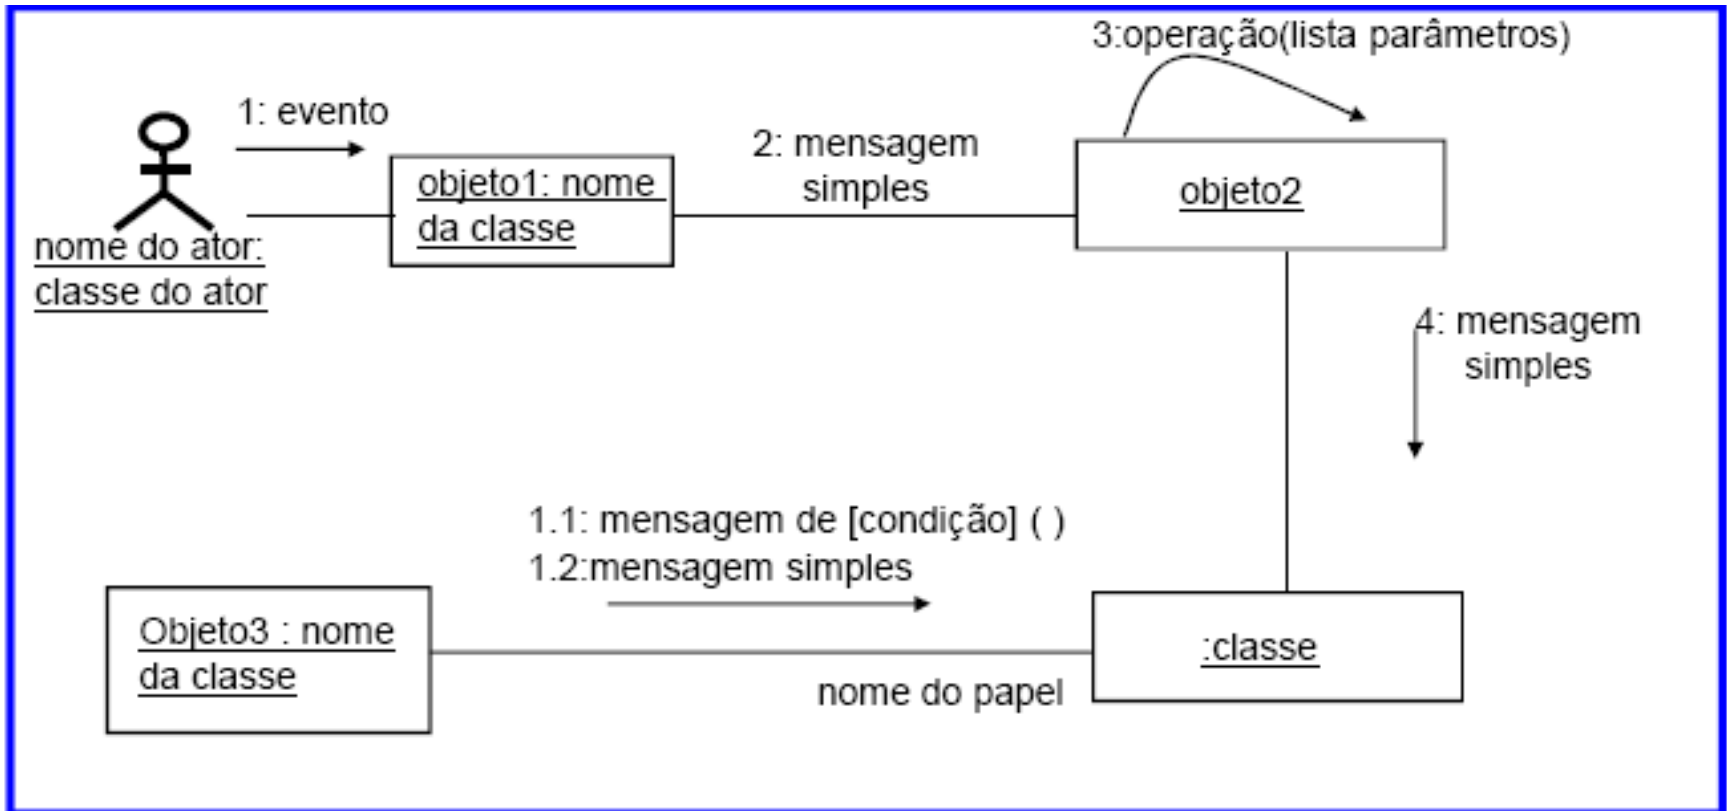 3:operação(lista parâmetros)
1: evento
2: mensagem
simples
objeto1: nome
da classe
objeto2
nome do ator:
classe do ator
4: mensagem
simples
1.1: mensagem de [condição] ( )
1.2:mensagem simples
Objeto3 : nome
da classe
:classe
nome do papel